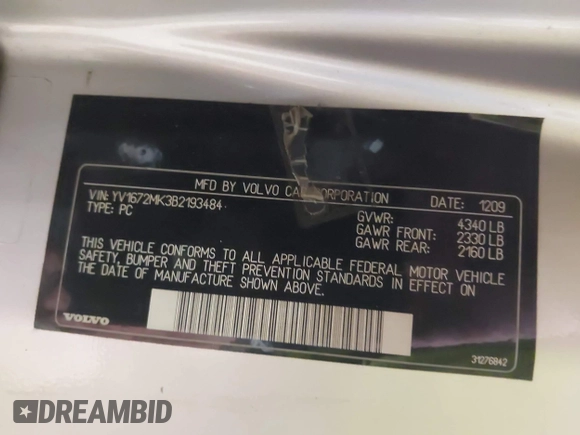 MFD BY VOLVO CAR CORPORATION
VIN: YV1672MK3B2193484
TYPE: PC
DATE: 1209
GVWR: 4340 LB
GAWR FRONT: 2330 LB
GAWR REAR: 2160 LB
THIS VEHICLE CONFORMS TO ALL APPLICABLE FEDERAL MOTOR VEHICLE
SAFETY, BUMPER AND THEFT PREVENTION STANDARDS IN EFFECT ON
THE DATE OF MANUFACTURE SHOWN ABOVE.
VOLVO
31276842
DREAMBID